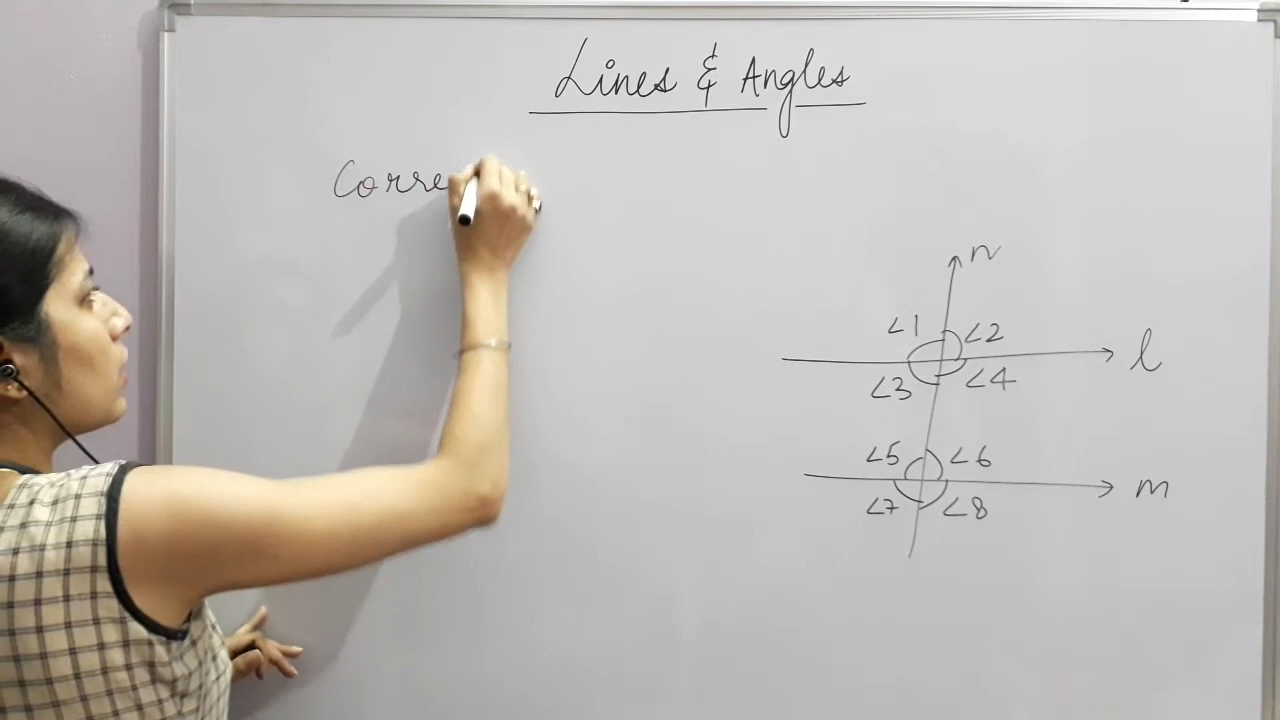 Lines & Angles
Corre
n
∠1 ∠2
l
∠3 ∠4
∠5 ∠6
m
∠7 ∠8